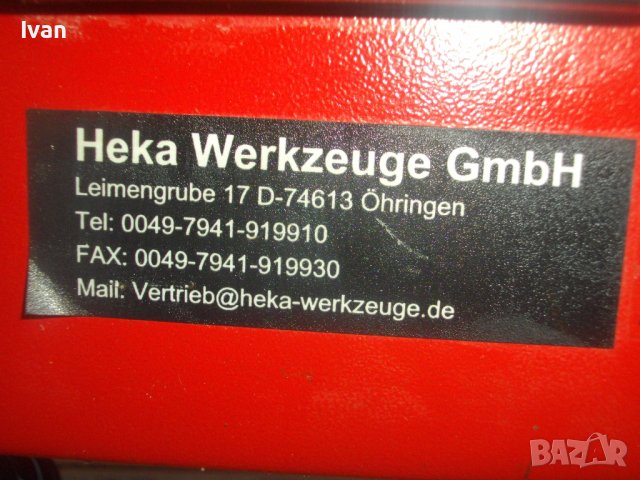 Ivan
Heka Werkzeuge GmbH
Leimengrube 17 D-74613 Öhringen
Tel: 0049-7941-919910
FAX: 0049-7941-919930
Mail: Vertrieb@heka-werkzeuge.de
BAZAR